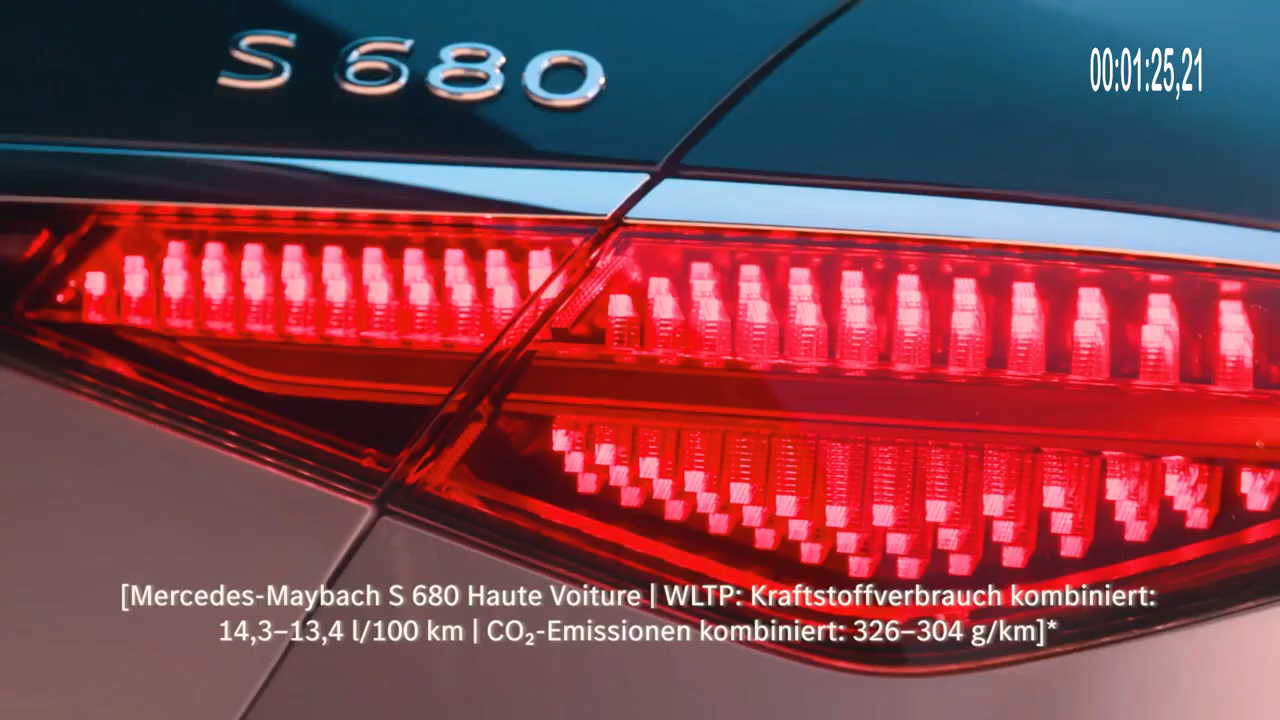 S 680
00:01:25,21
[Mercedes-Maybach S 680 Haute Voiture | WLTP: Kraftstoffverbrauch kombiniert:
14,3–13,4 l/100 km | CO₂-Emissionen kombiniert: 326–304 g/km]*